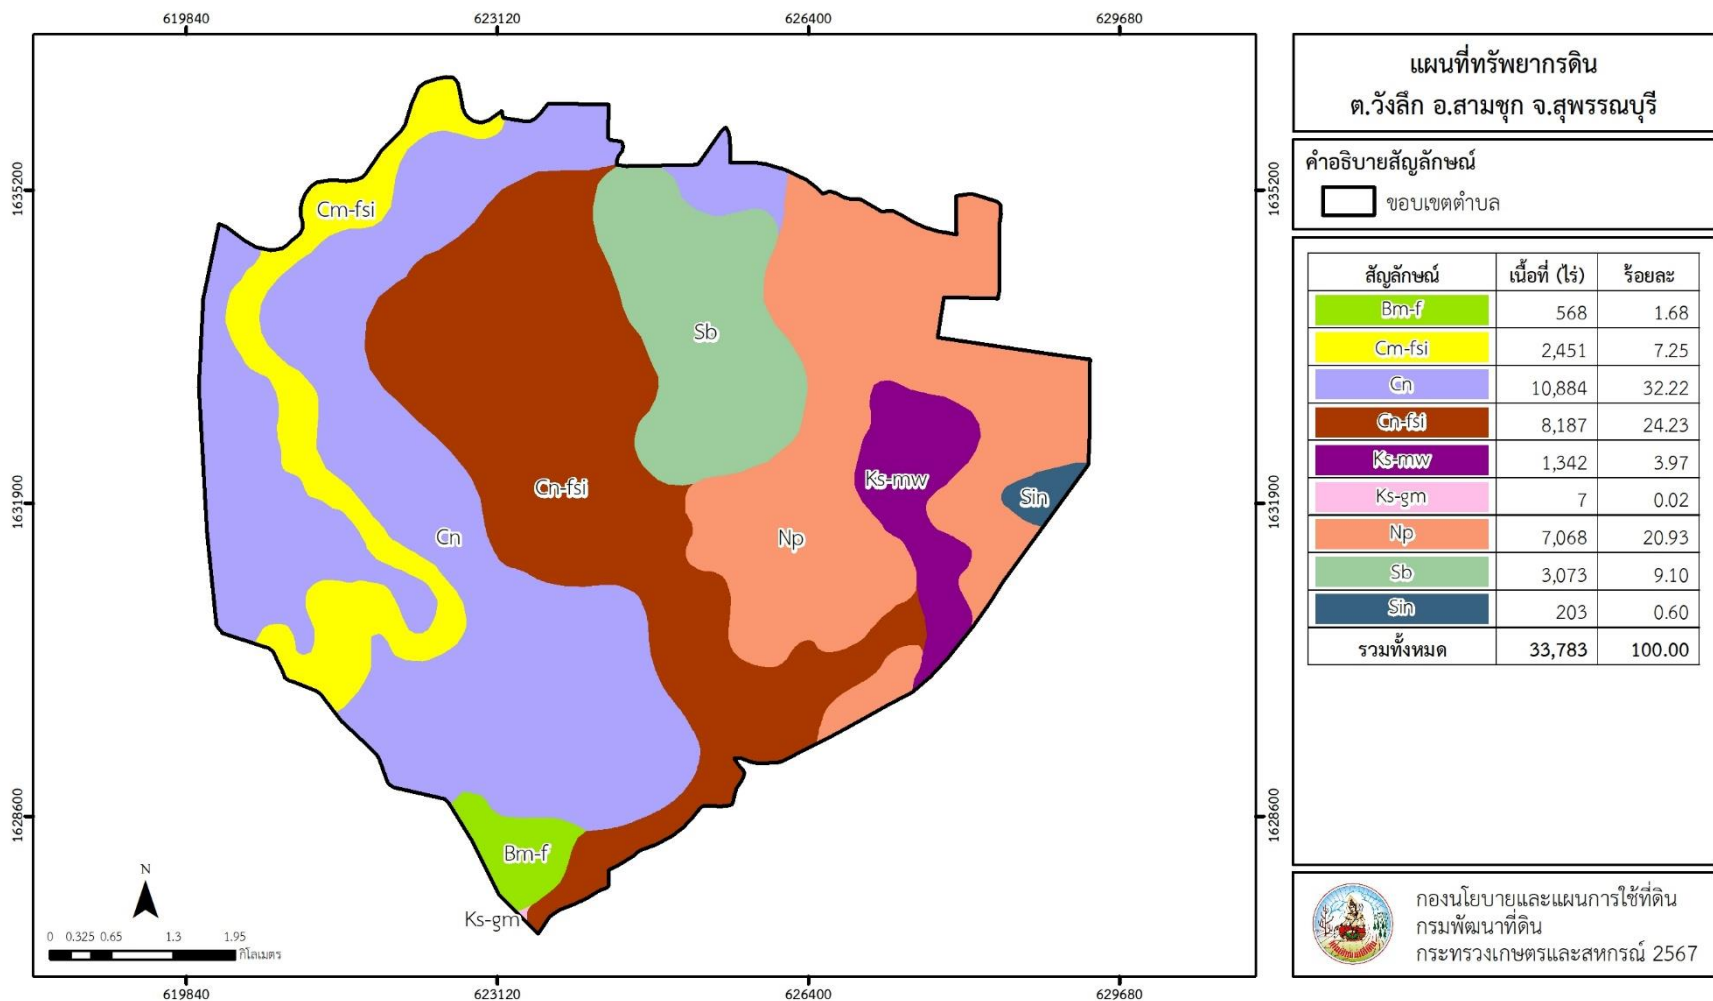 619840 623120 626400 629680
1635200 1635200
1631900 1631900
1628600 1628600
Cm-fsi
Sb
Cn-fsi
Cn
Np
Ks-mw
Sin
Bm-f
Ks-gm
N
0 0.325 0.65 1.3 1.95
กิโลเมตร
619840 623120 626400 629680
แผนที่ทรัพยากรดิน
ต.วังลึก อ.สามชุก จ.สุพรรณบุรี
คำอธิบายสัญลักษณ์
ขอบเขตตำบล
สัญลักษณ์ เนื้อที่ (ไร่) ร้อยละ
Bm-f 568 1.68
Cm-fsi 2,451 7.25
Cn 10,884 32.22
Cn-fsi 8,187 24.23
Ks-mw 1,342 3.97
Ks-gm 7 0.02
Np 7,068 20.93
Sb 3,073 9.10
Sin 203 0.60
รวมทั้งหมด 33,783 100.00
กองนโยบายและแผนการใช้ที่ดิน
กรมพัฒนาที่ดิน
กระทรวงเกษตรและสหกรณ์ 2567